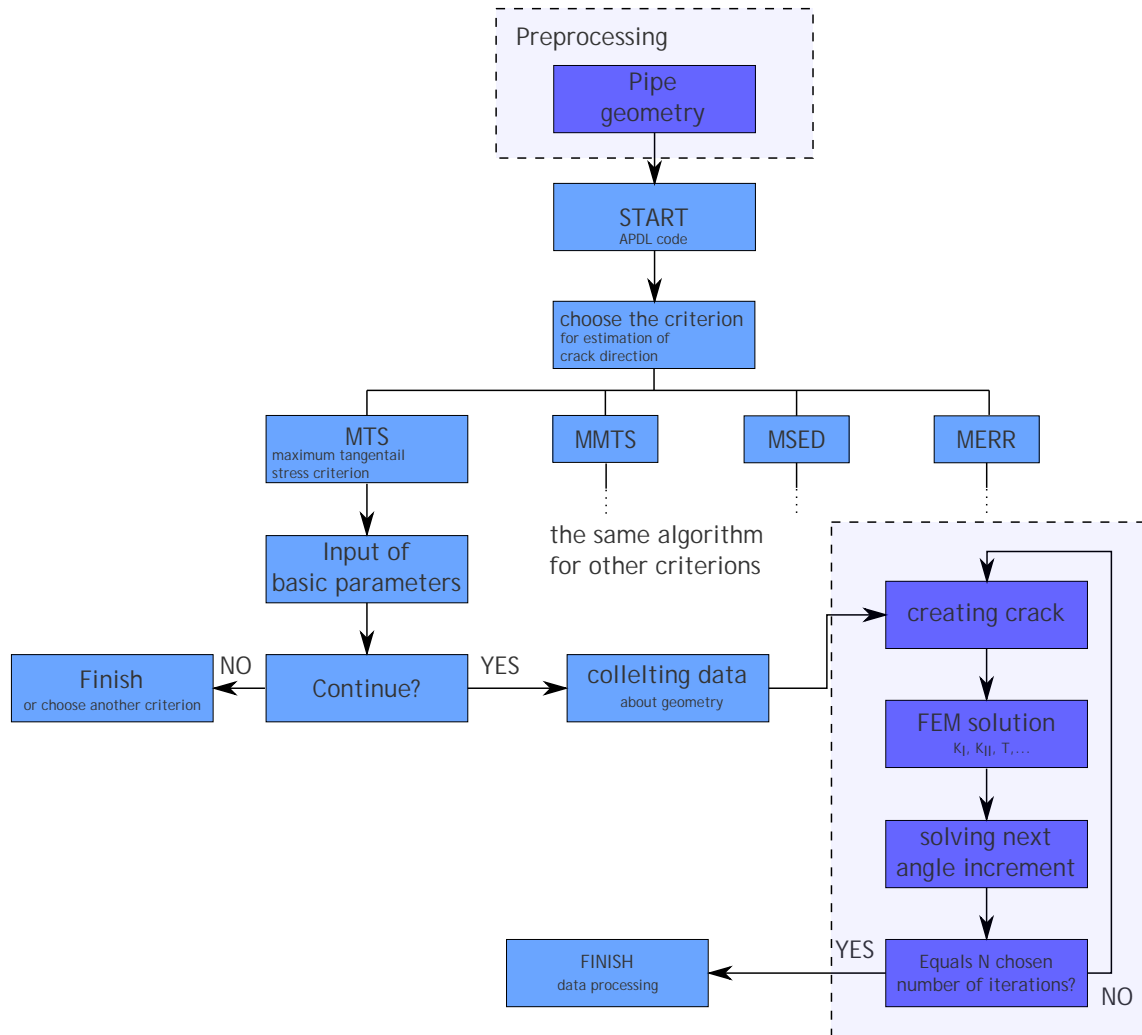 Preprocessing
Pipe
geometry
START
APDL code
choose the criterion
for estimation of
crack direction
MTS
maximum tangentail
stress criterion
MMTS
MSED
MERR
the same algorithm
for other criterions
Input of
basic parameters
creating crack
Finish
or choose another criterion
NO
Continue?
YES
collelting data
about geometry
FEM solution
KI, KII, T,...
solving next
angle increment
FINISH
data processing
YES
Equals N chosen
number of iterations?
NO